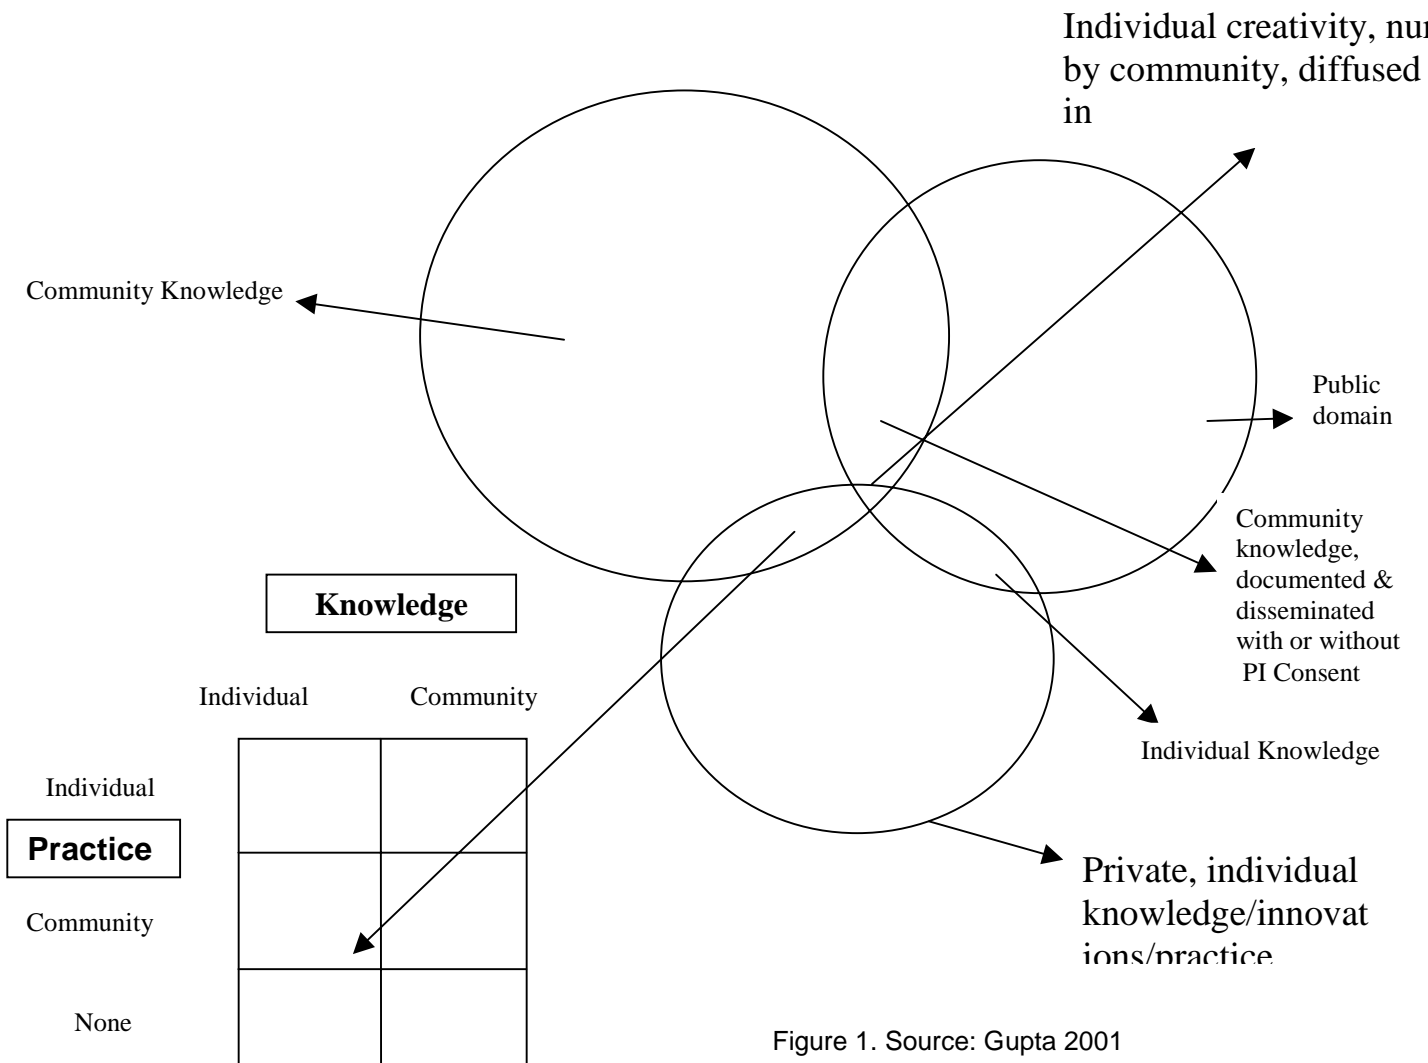 Individual creativity, nur
by community, diffused
in
Community Knowledge
Public
domain
Community
knowledge,
documented &
disseminated
with or without
PI Consent
Knowledge
Individual Community
Individual Knowledge
Individual
Practice
Community
None
Private, individual
knowledge/innovat
ions/practice
Figure 1. Source: Gupta 2001